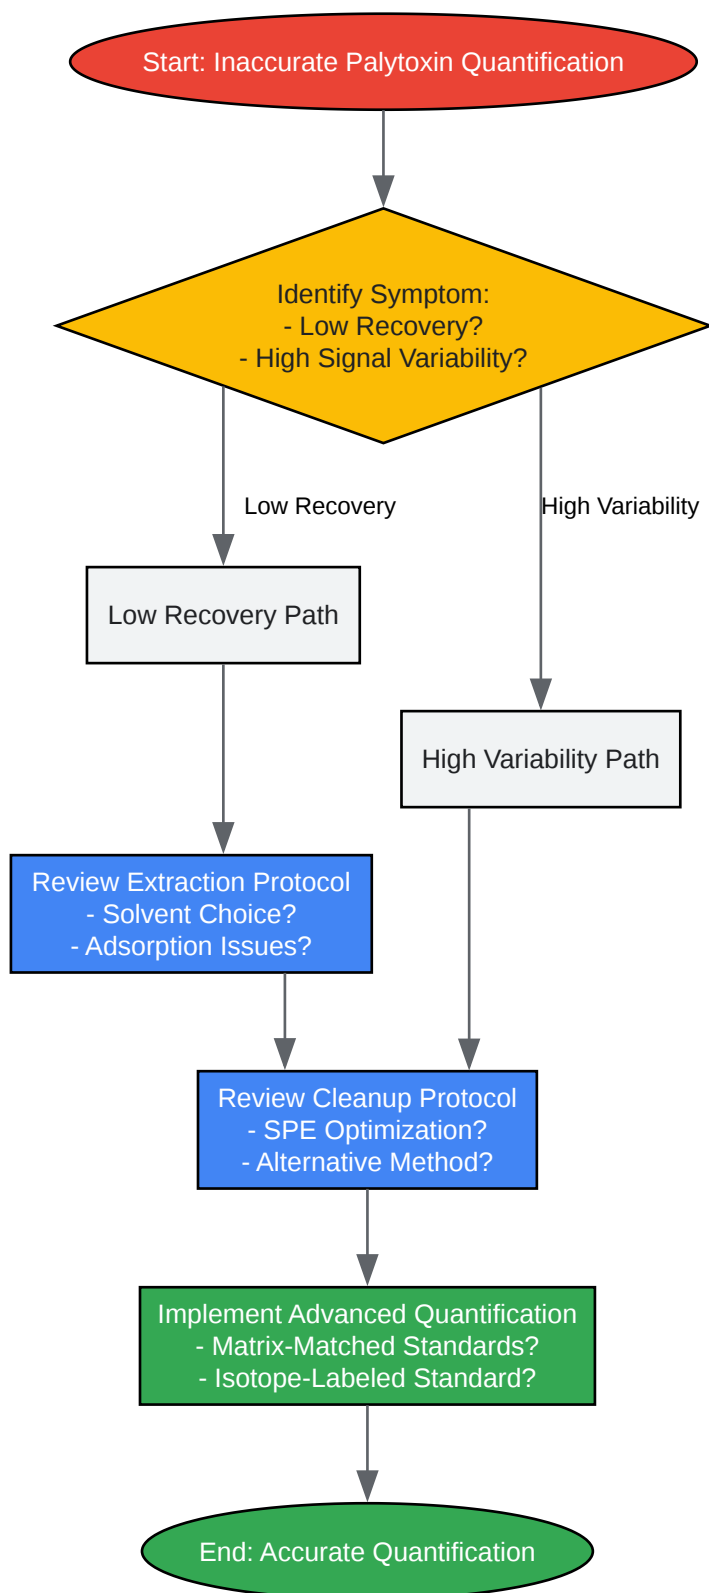 Start: Inaccurate Palytoxin Quantification
Identify Symptom:
- Low Recovery?
- High Signal Variability?
Low Recovery
High Variability
Low Recovery Path
High Variability Path
Review Extraction Protocol
- Solvent Choice?
- Adsorption Issues?
Review Cleanup Protocol
- SPE Optimization?
- Alternative Method?
Implement Advanced Quantification
- Matrix-Matched Standards?
- Isotope-Labeled Standard?
End: Accurate Quantification